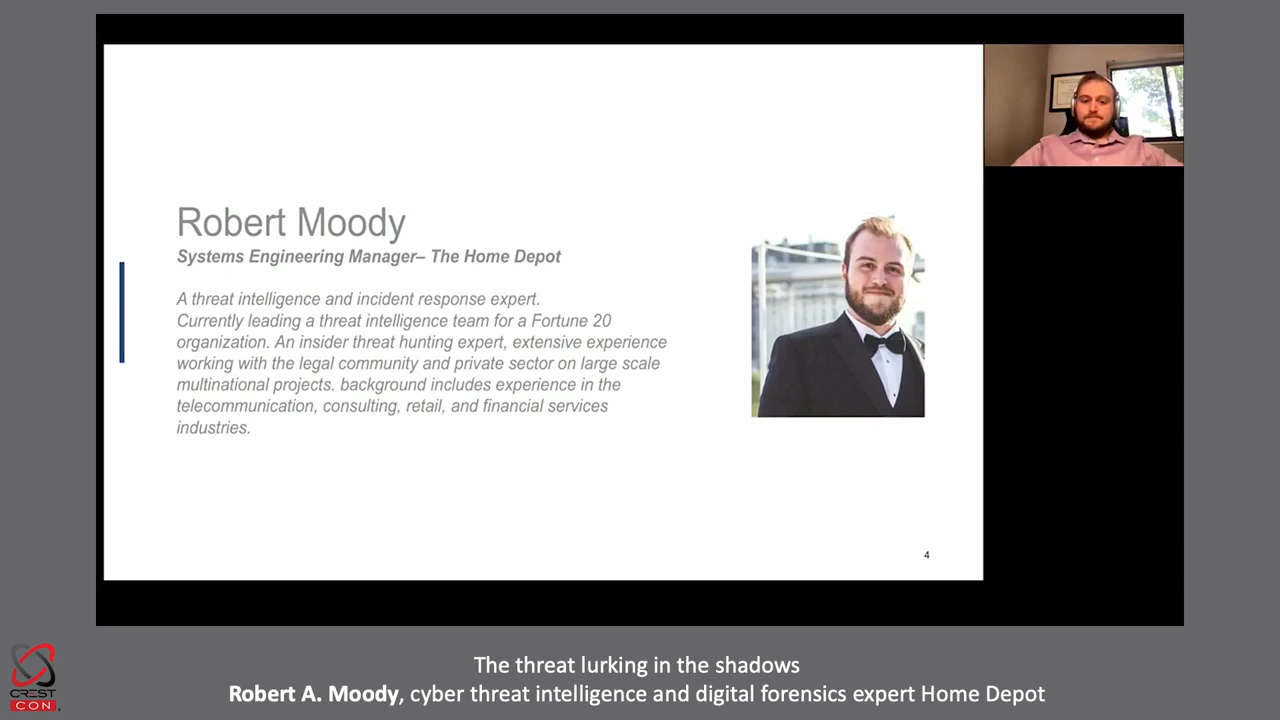 Robert Moody
Systems Engineering Manager– The Home Depot
A threat intelligence and incident response expert.
Currently leading a threat intelligence team for a Fortune 20
organization. An insider threat hunting expert, extensive experience
working with the legal community and private sector on large scale
multinational projects. background includes experience in the
telecommunication, consulting, retail, and financial services
industries.
4
The threat lurking in the shadows
Robert A. Moody, cyber threat intelligence and digital forensics expert Home Depot
CREST
CON